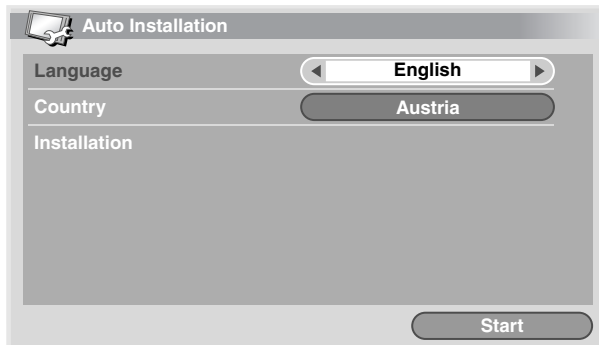 Auto Installation
Language English
Country Austria
Installation
Start